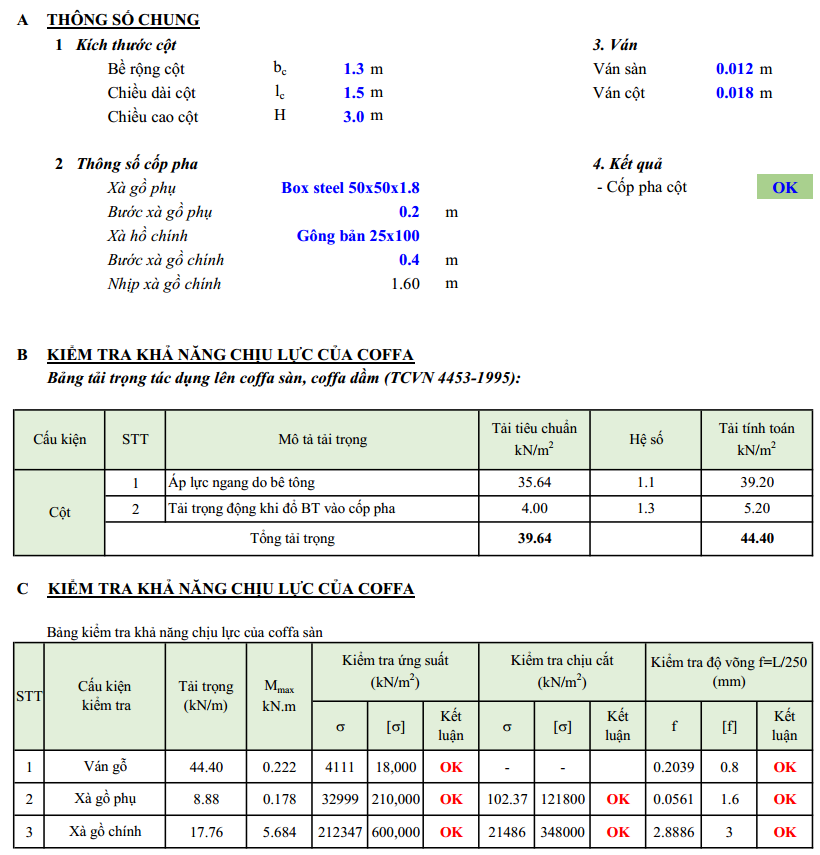 A THÔNG SỐ CHUNG
1 Kích thước cột
3. Ván
Bề rộng cột bc 1.3 m
Ván sàn 0.012 m
Chiều dài cột lc 1.5 m
Ván cột 0.018 m
Chiều cao cột H 3.0 m
2 Thông số cốp pha
4. Kết quả
Xà gồ phụ Box steel 50x50x1.8
- Cốp pha cột OK
Bước xà gồ phụ 0.2 m
Xà hồ chính Gông bản 25x100
Bước xà gồ chính 0.4 m
Nhịp xà gồ chính 1.60 m
B KIỂM TRA KHẢ NĂNG CHỊU LỰC CỦA COFFA
Bảng tải trọng tác dụng lên coffa sàn, coffa dầm (TCVN 4453-1995):
Cấu kiện STT Mô tả tải trọng Tải tiêu chuẩn kN/m2 Hệ số Tải tính toán kN/m2
Cột
1 Áp lực ngang do bê tông 35.64 1.1 39.20
2 Tải trọng động khi đổ BT vào cốp pha 4.00 1.3 5.20
Tổng tải trọng 39.64 44.40
C KIỂM TRA KHẢ NĂNG CHỊU LỰC CỦA COFFA
Bảng kiểm tra khả năng chịu lực của coffa sàn
STT Cấu kiện kiểm tra Tải trọng (kN/m) Mmax kN.m Kiểm tra ứng suất (kN/m2) Kiểm tra chịu cắt (kN/m2) Kiểm tra độ võng f=L/250 (mm)
σ [σ] Kết luận σ [σ] Kết luận f [f] Kết luận
1 Ván gỗ 44.40 0.222 4111 18,000 OK - - 0.2039 0.8 OK
2 Xà gồ phụ 8.88 0.178 32999 210,000 OK 102.37 121800 OK 0.0561 1.6 OK
3 Xà gồ chính 17.76 5.684 212347 600,000 OK 21486 348000 OK 2.8886 3 OK